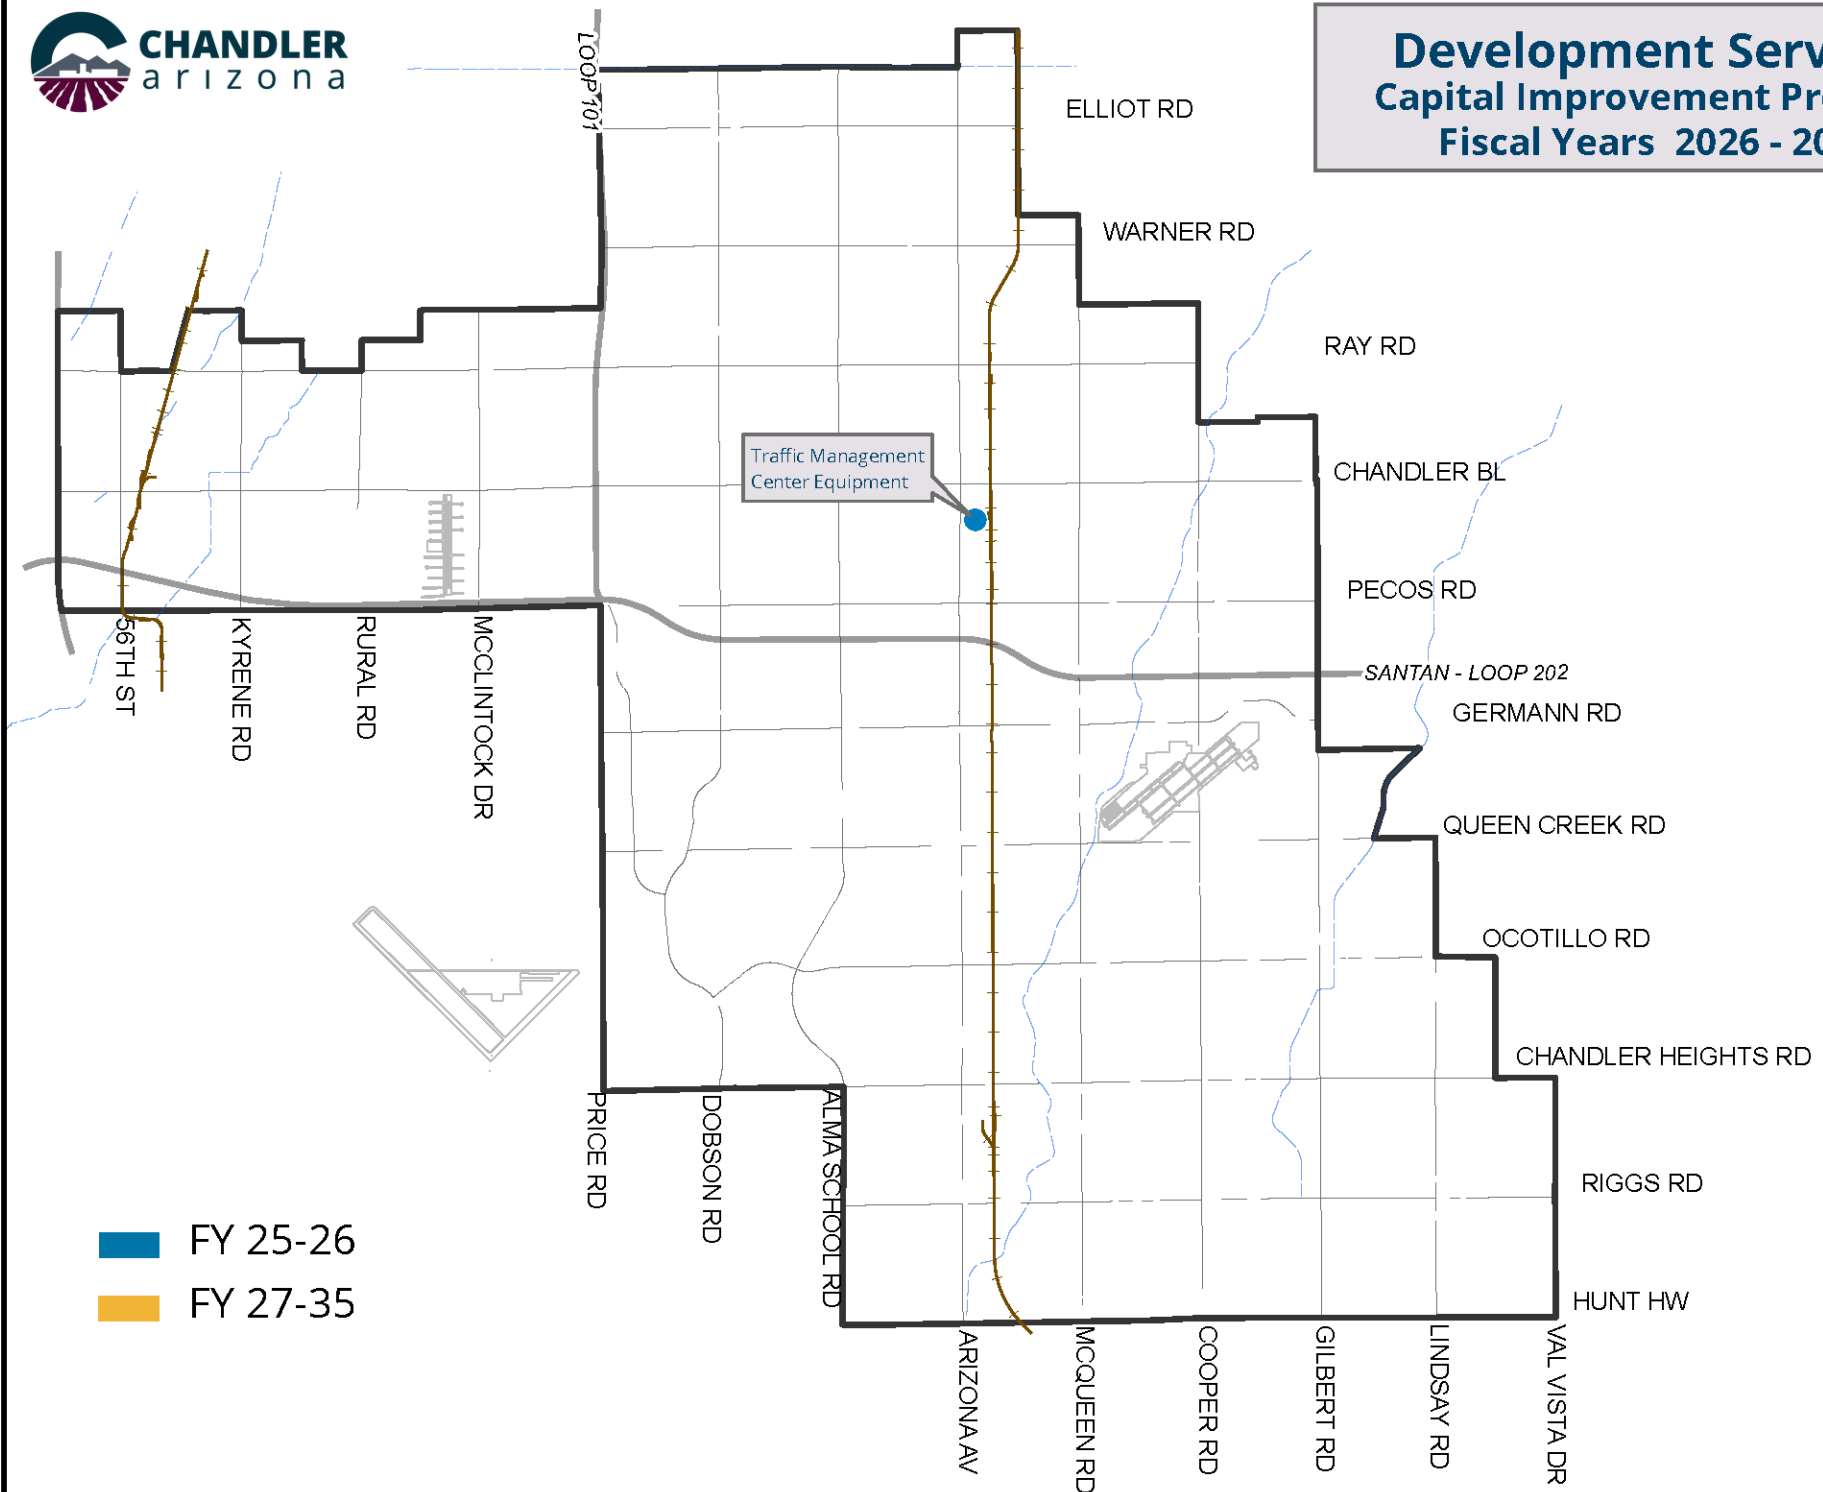 CHANDLER
arizona
Development Serv
Capital Improvement Pr
Fiscal Years 2026 - 20
LOOP 101
ELLIOT RD
WARNER RD
RAY RD
CHANDLER BL
Traffic Management
Center Equipment
PECOS RD
SANTAN - LOOP 202
GERMANN RD
56TH ST
KYRENE RD
RURAL RD
MCCLINTOCK DR
QUEEN CREEK RD
OCOTILLO RD
CHANDLER HEIGHTS RD
PRICE RD
DOBSON RD
ALMA SCHOOL RD
RIGGS RD
FY 25-26
FY 27-35
HUNT HW
ARIZONA AV
MCQUEEN RD
COOPER RD
GILBERT RD
LINDSAY RD
VAL VISTA DR